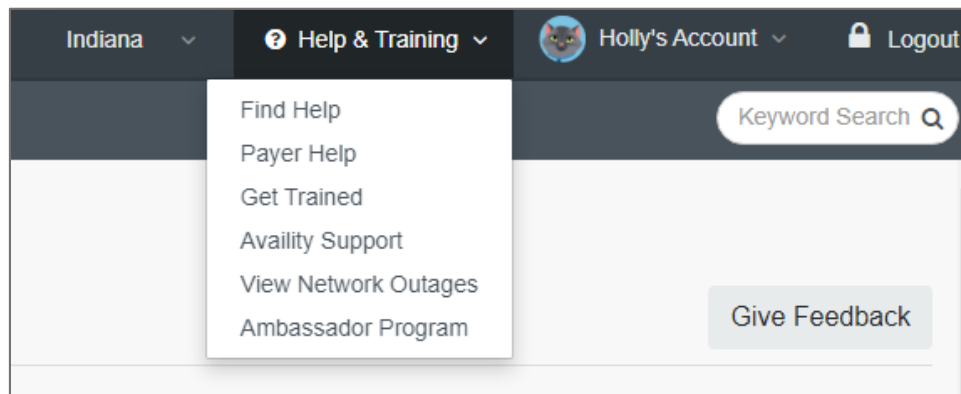 Indiana
Help & Training
Holly's Account
Logout
Keyword Search
Find Help
Payer Help
Get Trained
Availity Support
View Network Outages
Ambassador Program
Give Feedback